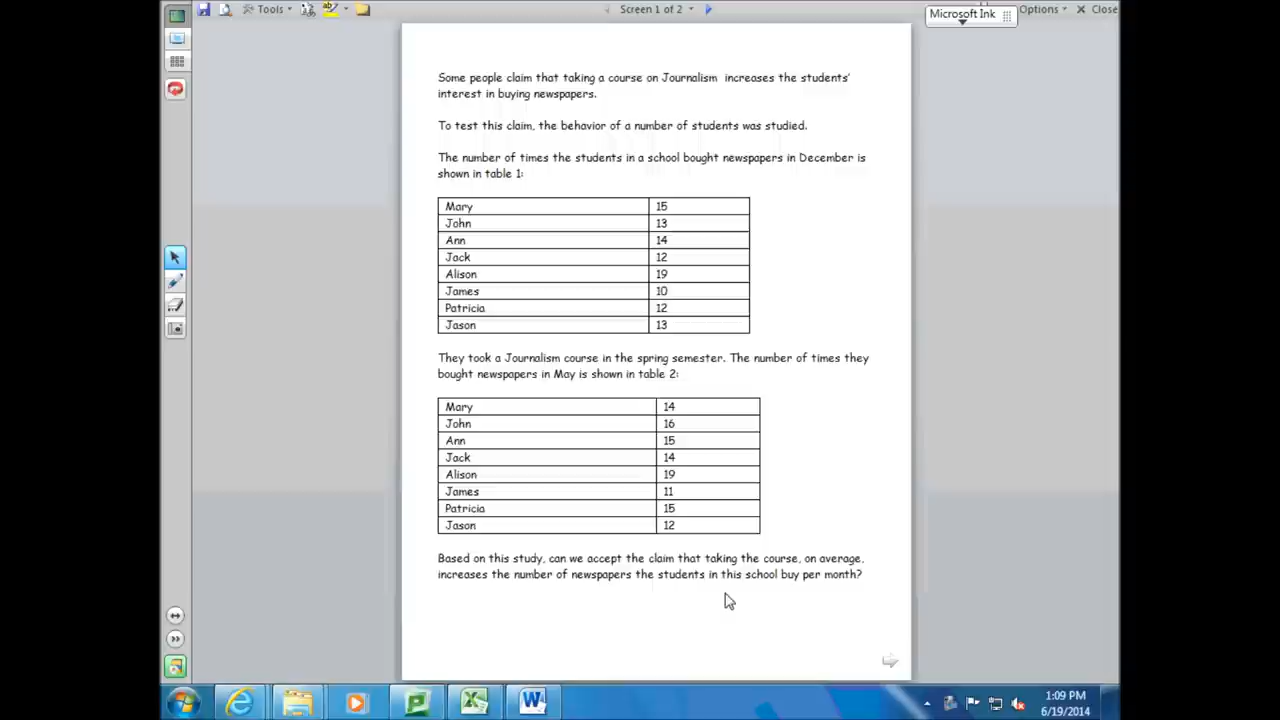 Tools
Screen 1 of 2
Microsoft Ink
Options
Close
Some people claim that taking a course on Journalism increases the students'
interest in buying newspapers.
To test this claim, the behavior of a number of students was studied.
The number of times the students in a school bought newspapers in December is
shown in table 1:
Mary 15
John 13
Ann 14
Jack 12
Alison 19
James 10
Patricia 12
Jason 13
They took a Journalism course in the spring semester. The number of times they
bought newspapers in May is shown in table 2:
Mary 14
John 16
Ann 15
Jack 14
Alison 19
James 11
Patricia 15
Jason 12
Based on this study, can we accept the claim that taking the course, on average,
increases the number of newspapers the students in this school buy per month?
1:09 PM
6/19/2014